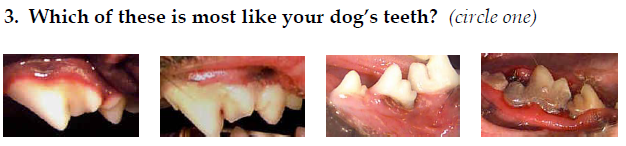 3. Which of these is most like your dog’s teeth? (circle one)